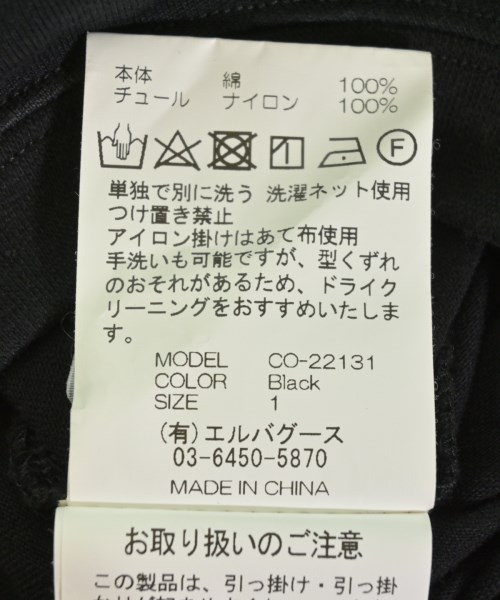 本体 綿 100%
チュール ナイロン 100%
F
単独で別に洗う 洗濯ネット使用
つけ置き禁止
アイロン掛けはあて布使用
手洗いも可能ですが、型くずれ
のおそれがあるため、ドライク
リーニングをおすすめいたしま
す。
MODEL CO-22131
COLOR Black
SIZE 1
(有)エルバグース
03-6450-5870
MADE IN CHINA
お取り扱いのご注意
この製品は、引っ掛け・引っ掛